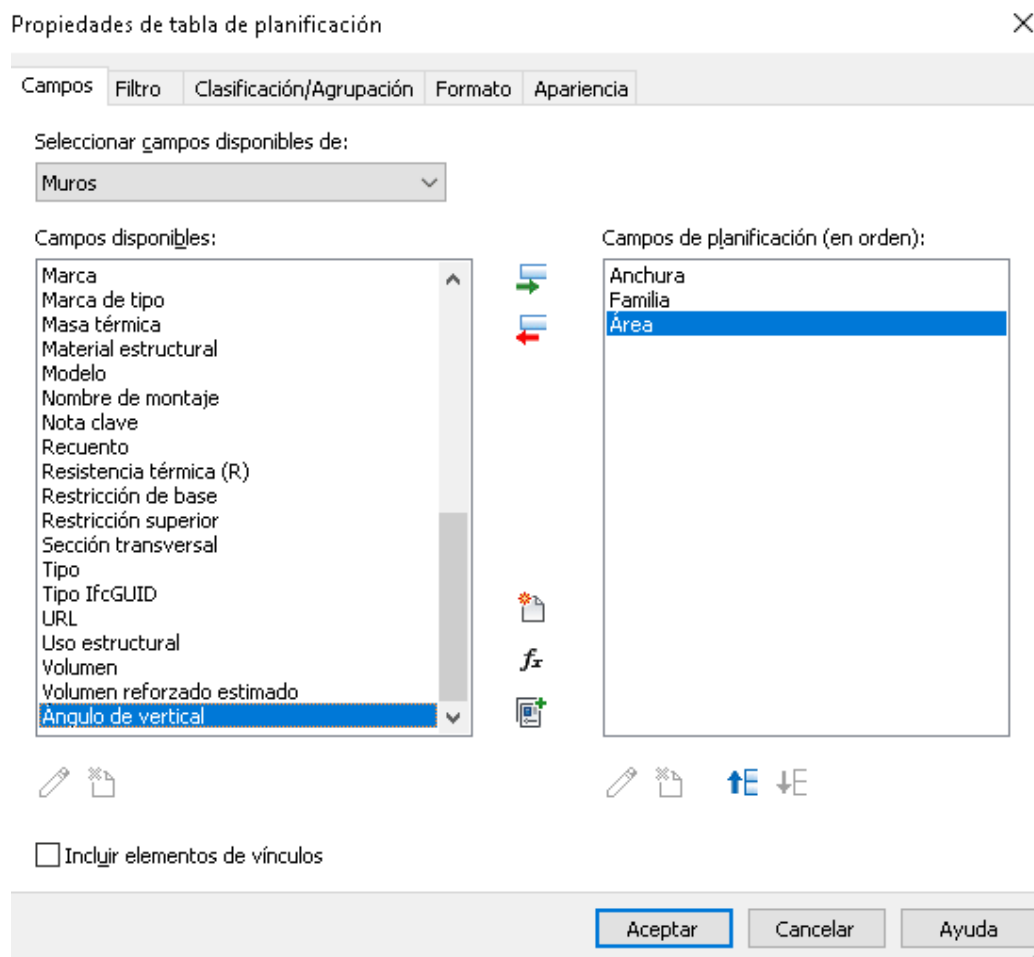 Propiedades de tabla de planificación
Campos Filtro Clasificación/Agrupación Formato Apariencia
Seleccionar campos disponibles de:
Muros
Campos disponibles:
Marca
Marca de tipo
Masa térmica
Material estructural
Modelo
Nombre de montaje
Nota clave
Recuento
Resistencia térmica (R)
Restricción de base
Restricción superior
Sección transversal
Tipo
Tipo IfcGUID
URL
Uso estructural
Volumen
Volumen reforzado estimado
Ángulo de vertical
fx
Campos de planificación (en orden):
Anchura
Familia
Área
Incluir elementos de vínculos
Aceptar Cancelar Ayuda